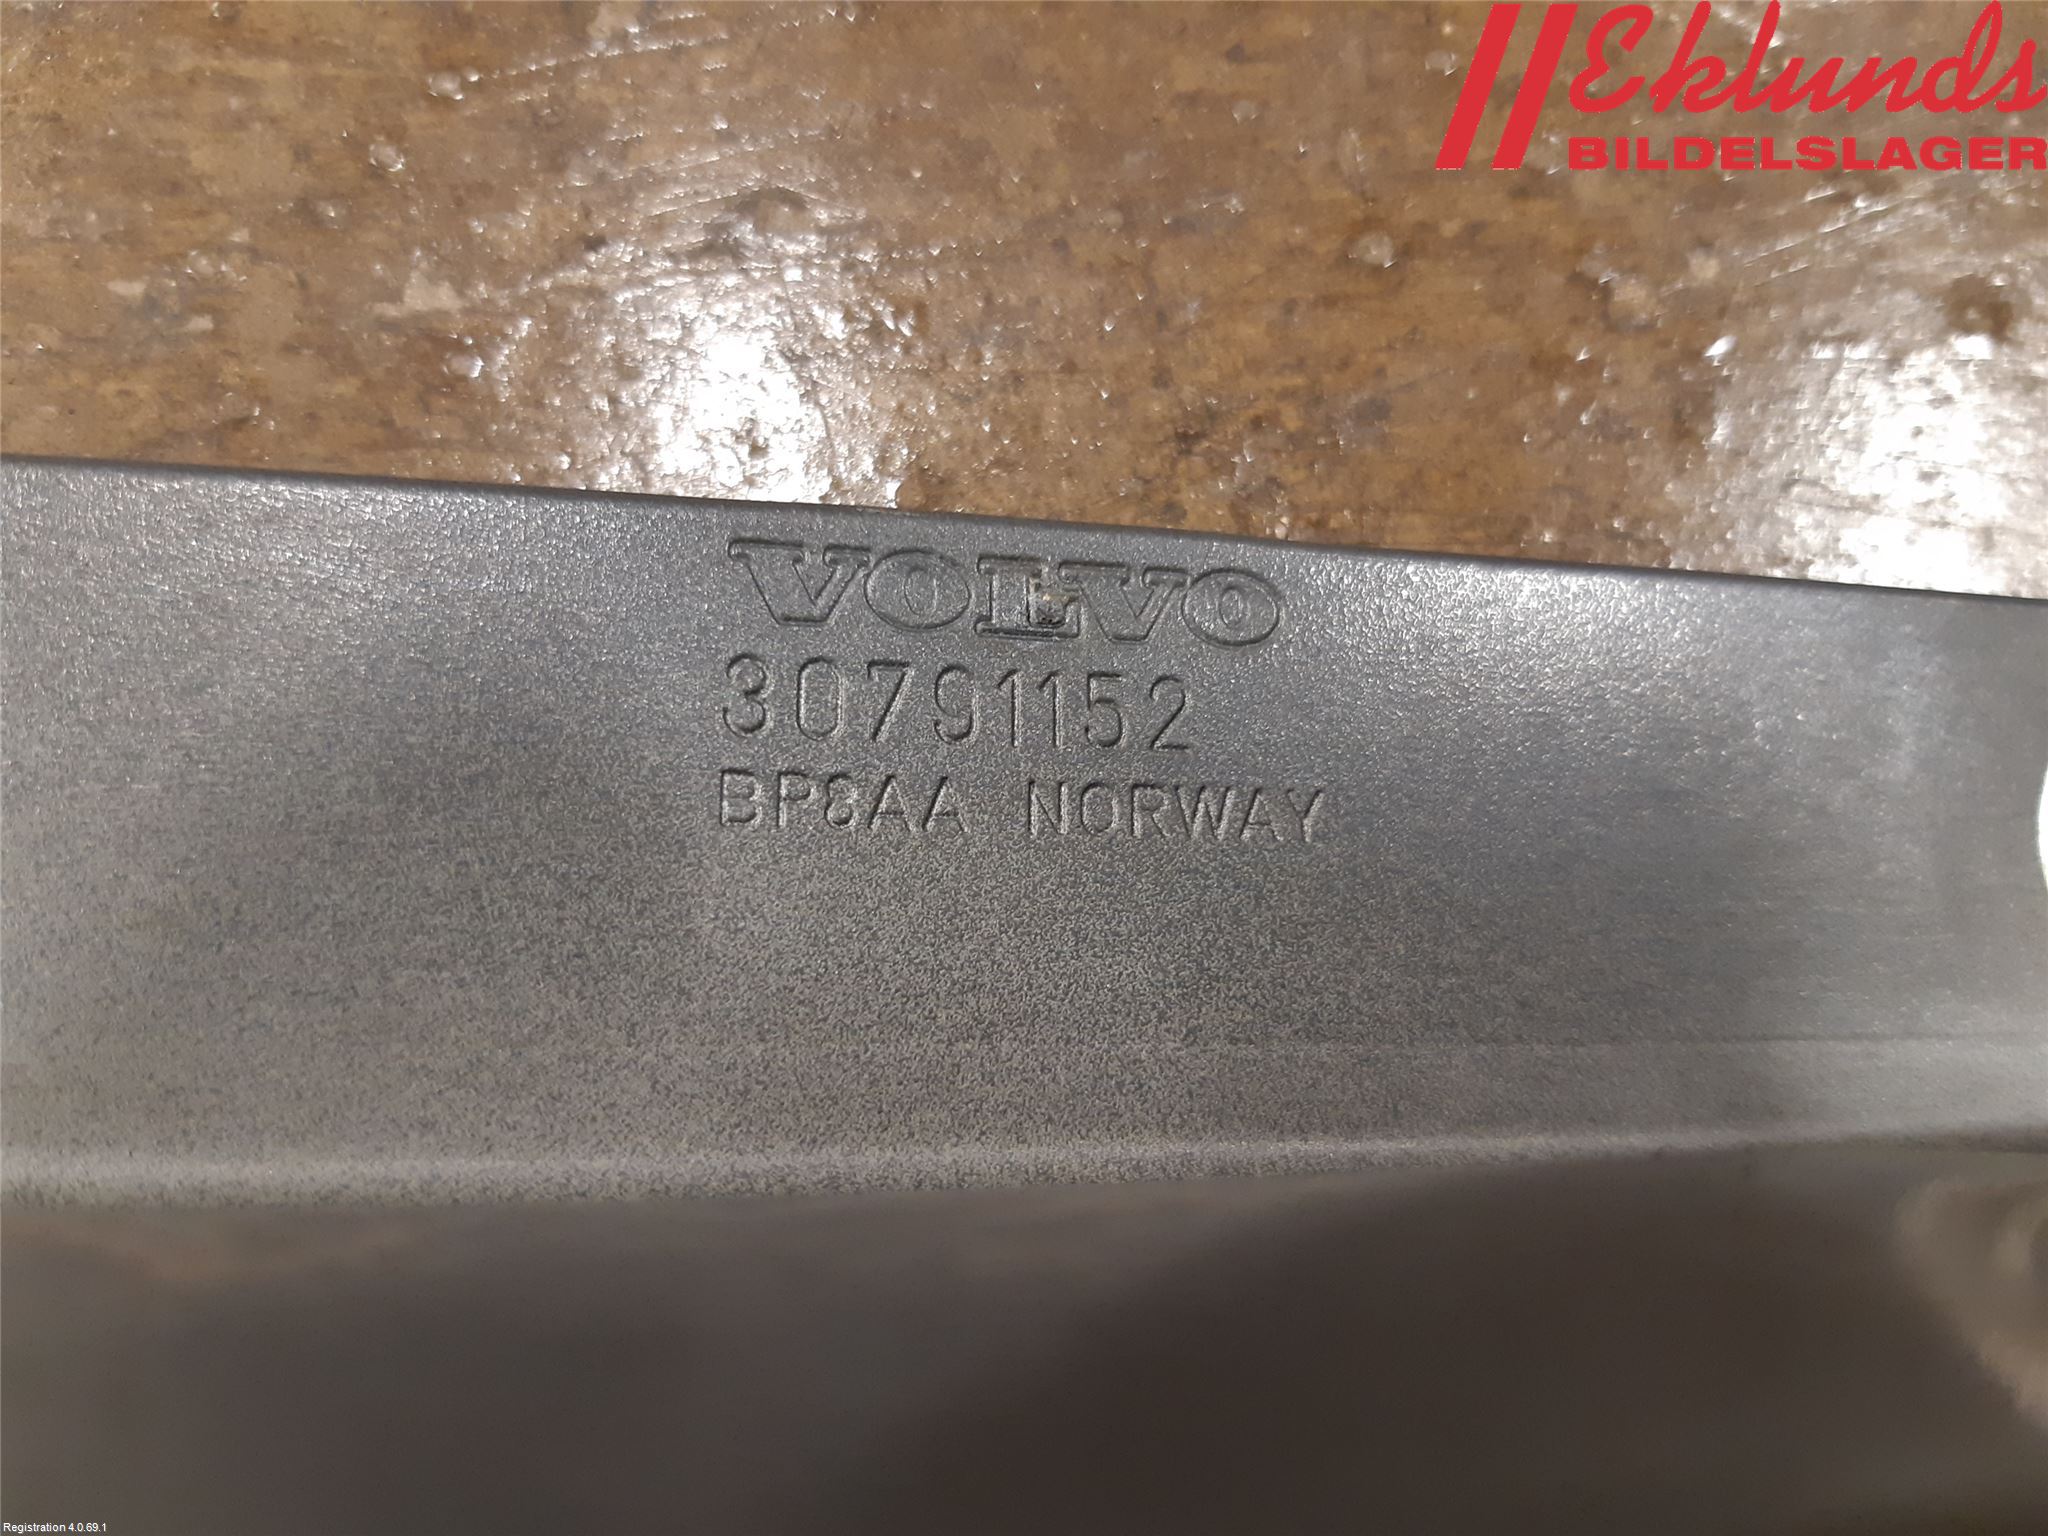 Eklunds
BILDELSLAGER
VOLVO
30791152
BP8AA NORWAY
Registration 4.0.69.1